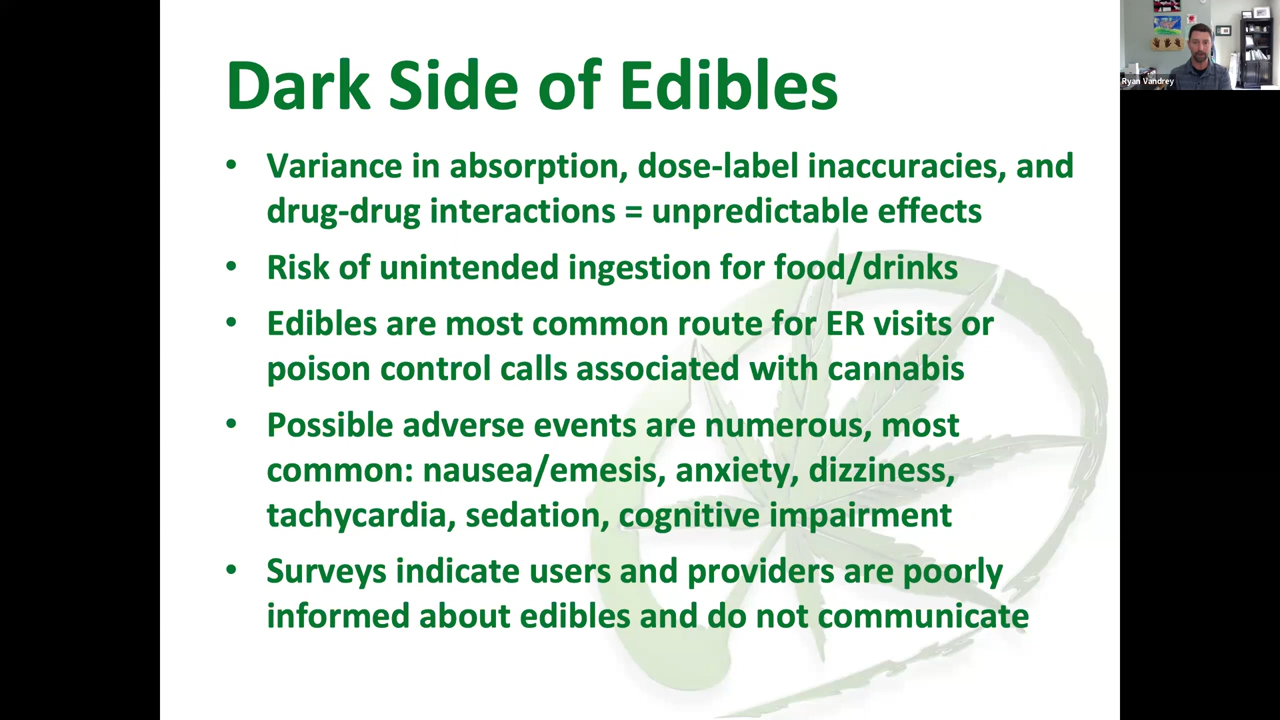 Dark Side of Edibles
• Variance in absorption, dose-label inaccuracies, and
drug-drug interactions = unpredictable effects
• Risk of unintended ingestion for food/drinks
• Edibles are most common route for ER visits or
poison control calls associated with cannabis
• Possible adverse events are numerous, most
common: nausea/emesis, anxiety, dizziness,
tachycardia, sedation, cognitive impairment
• Surveys indicate users and providers are poorly
informed about edibles and do not communicate
Ryan Vandrey